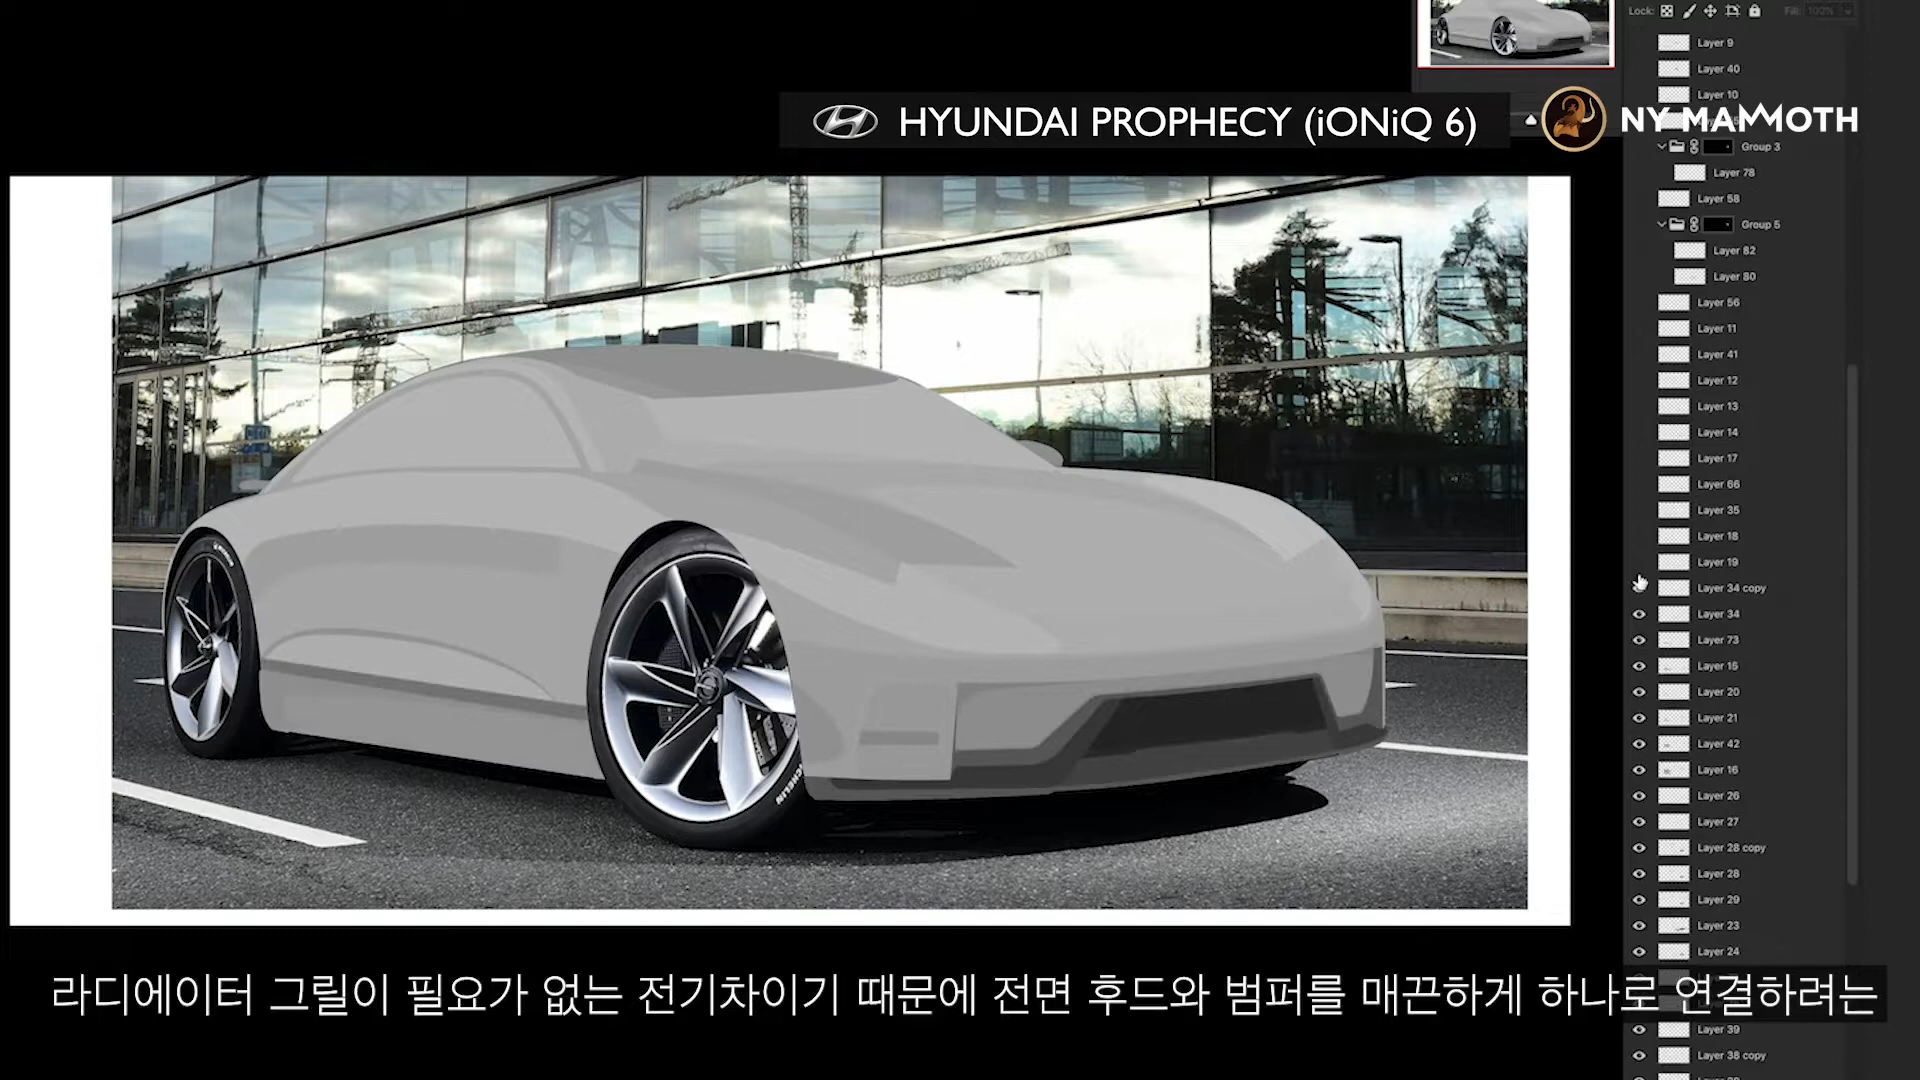 Lock:
Fill: 100%
Layer 9
Layer 40
Layer 10
HYUNDAI PROPHECY (iONiQ 6)
NY MAMMOTH
Group 3
Layer 78
Layer 58
Group 5
Layer 82
Layer 80
Layer 56
Layer 11
Layer 41
Layer 12
Layer 13
Layer 14
Layer 17
Layer 66
Layer 35
Layer 18
Layer 19
Layer 34 copy
Layer 34
Layer 73
Layer 15
Layer 20
Layer 21
Layer 42
Layer 16
Layer 26
Layer 27
Layer 28 copy
Layer 28
Layer 29
Layer 23
Layer 24
라디에이터 그릴이 필요가 없는 전기차이기 때문에 전면 후드와 범퍼를 매끈하게 하나로 연결하려는
Layer 39
Layer 38 copy